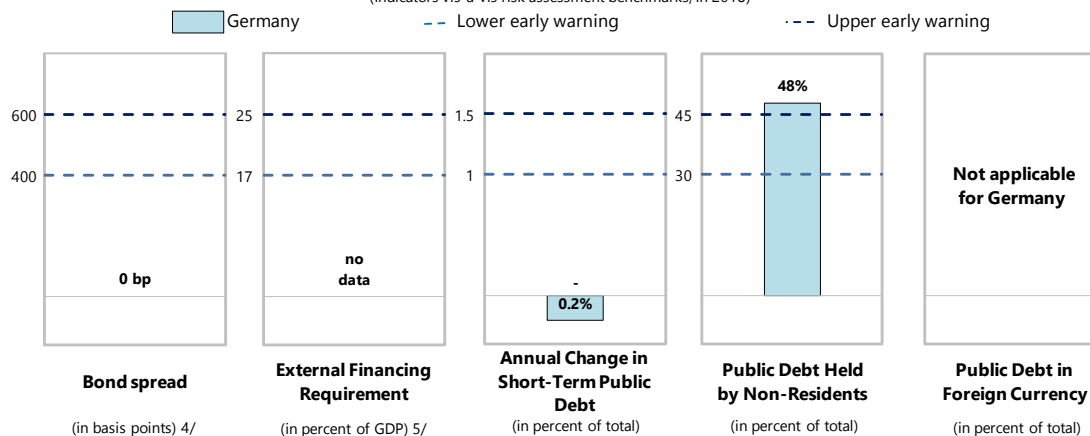 (Indicators vis-à-vis risk assessment benchmarks, in 2018)
Germany Lower early warning Upper early warning
600 25 1.5 45
400 17 1 30
48%
Not applicable
for Germany
0 bp
no
data
-
0.2%
Bond spread
(in basis points) 4/
External Financing
Requirement
(in percent of GDP) 5/
Annual Change in
Short-Term Public
Debt
(in percent of total)
Public Debt Held
by Non-Residents
(in percent of total)
Public Debt in
Foreign Currency
(in percent of total)